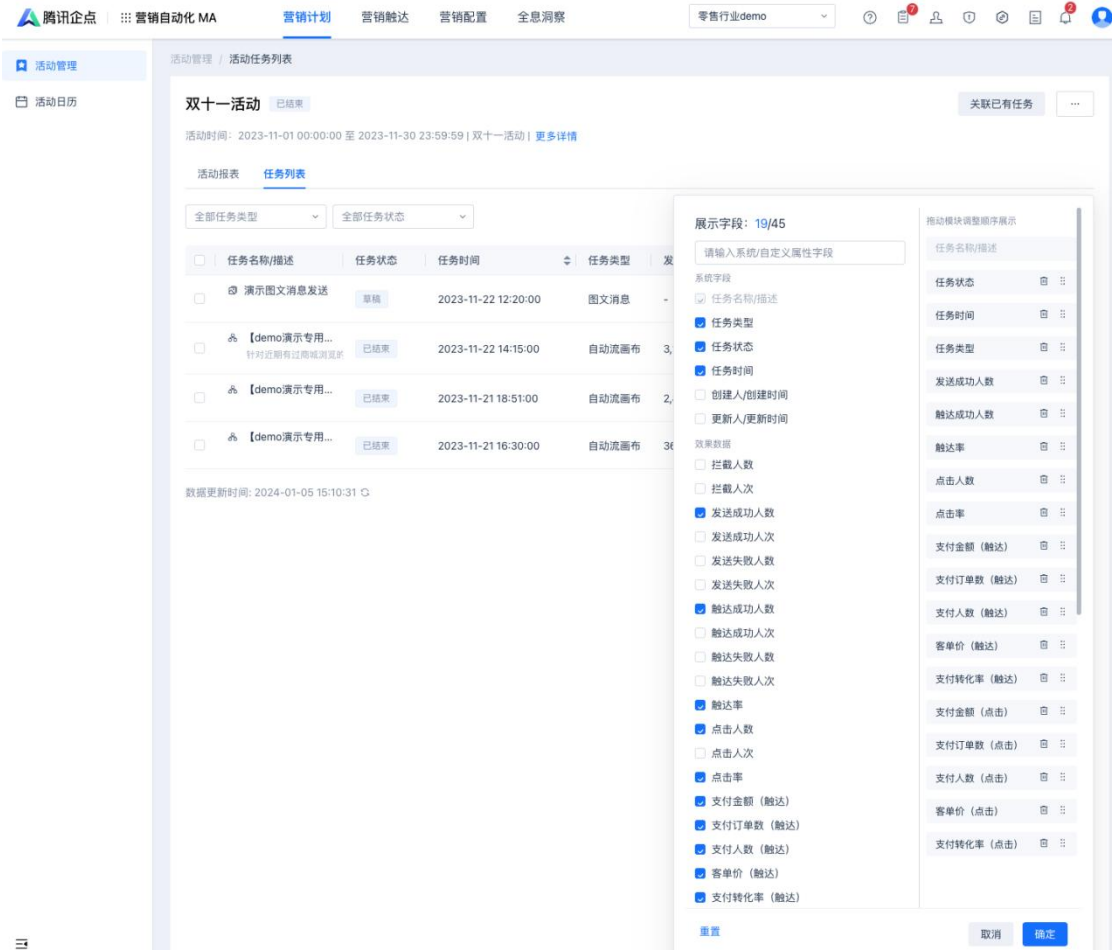 腾讯企点 营销自动化 MA 营销计划 营销触达 营销配置 全息洞察 零售行业demo 7 2
活动管理
活动日历
活动管理 / 活动任务列表
双十一活动 已结束 关联已有任务 ...
活动时间: 2023-11-01 00:00:00 至 2023-11-30 23:59:59 | 双十一活动 | 更多详情
活动报表 任务列表
全部任务类型 全部任务状态
任务名称/描述 任务状态 任务时间 任务类型 发
演示图文消息发送 草稿 2023-11-22 12:20:00 图文消息 -
【demo演示专用... 已结束 2023-11-22 14:15:00 自动流画布 3,
针对近期有过商城浏览的
【demo演示专用... 已结束 2023-11-21 18:51:00 自动流画布 2,
【demo演示专用... 已结束 2023-11-21 16:30:00 自动流画布 36
数据更新时间: 2024-01-05 15:10:31
展示字段: 19/45
请输入系统/自定义属性字段
系统字段
任务名称/描述
任务类型
任务状态
任务时间
创建人/创建时间
更新人/更新时间
效果数据
拦截人数
拦截人次
发送成功人数
发送成功人次
发送失败人数
发送失败人次
触达成功人数
触达成功人次
触达失败人数
触达失败人次
触达率
点击人数
点击人次
点击率
支付金额（触达）
支付订单数（触达）
支付人数（触达）
客单价（触达）
支付转化率（触达）
拖动模块调整顺序展示
任务名称/描述
任务状态
任务时间
任务类型
发送成功人数
触达成功人数
触达率
点击人数
点击率
支付金额（触达）
支付订单数（触达）
支付人数（触达）
客单价（触达）
支付转化率（触达）
支付金额（点击）
支付订单数（点击）
支付人数（点击）
客单价（点击）
支付转化率（点击）
重置 取消 确定